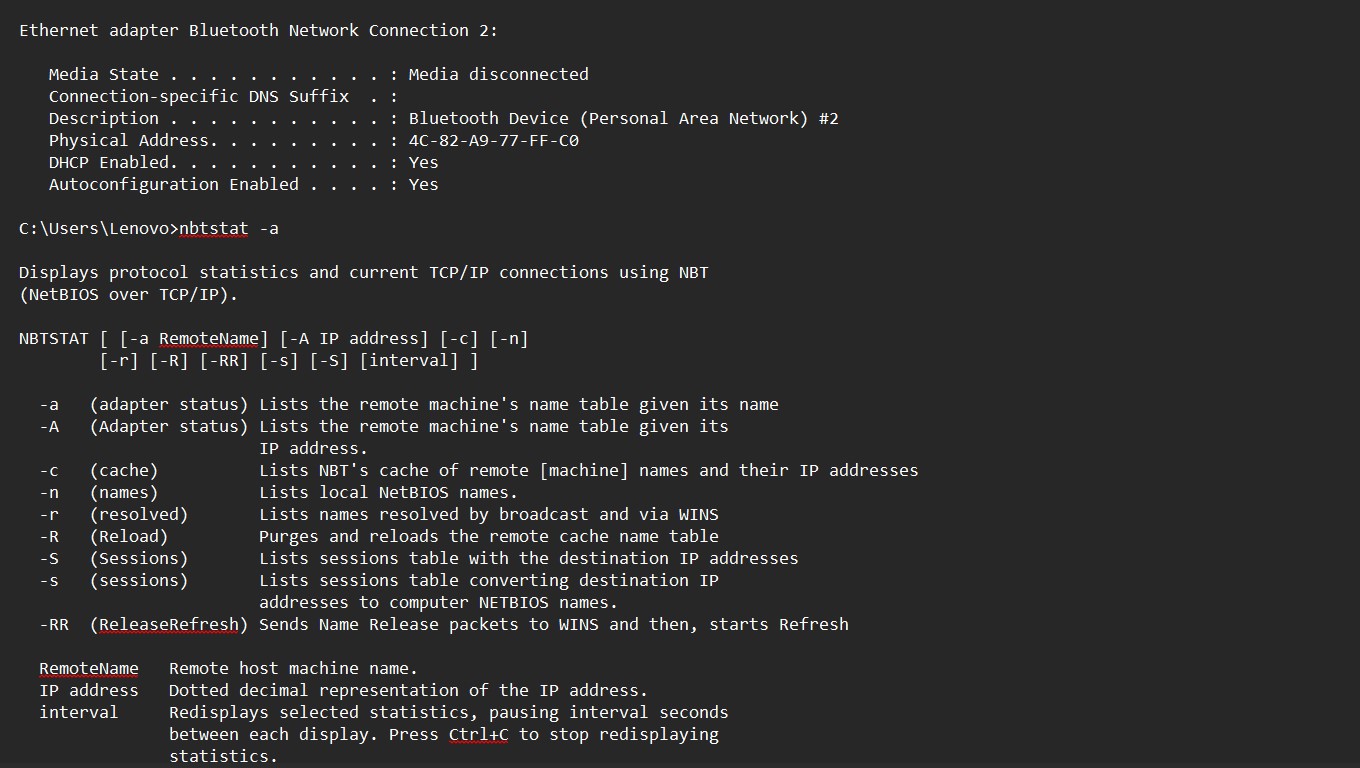 Ethernet adapter Bluetooth Network Connection 2:
Media State . . . . . . . . . . . : Media disconnected
Connection-specific DNS Suffix  . :
Description . . . . . . . . . . . : Bluetooth Device (Personal Area Network) #2
Physical Address. . . . . . . . . : 4C-82-A9-77-FF-C0
DHCP Enabled. . . . . . . . . . . : Yes
Autoconfiguration Enabled . . . . : Yes
C:\Users\Lenovo>nbtstat -a
Displays protocol statistics and current TCP/IP connections using NBT
(NetBIOS over TCP/IP).
NBTSTAT [ [-a RemoteName] [-A IP address] [-c] [-n]
[-r] [-R] [-RR] [-s] [-S] [interval] ]
-a   (adapter status) Lists the remote machine's name table given its name
-A   (Adapter status) Lists the remote machine's name table given its
IP address.
-c   (cache)          Lists NBT's cache of remote [machine] names and their IP addresses
-n   (names)          Lists local NetBIOS names.
-r   (resolved)       Lists names resolved by broadcast and via WINS
-R   (Reload)         Purges and reloads the remote cache name table
-S   (Sessions)       Lists sessions table with the destination IP addresses
-s   (sessions)       Lists sessions table converting destination IP
addresses to computer NETBIOS names.
-RR  (ReleaseRefresh) Sends Name Release packets to WINS and then, starts Refresh
RemoteName   Remote host machine name.
IP address   Dotted decimal representation of the IP address.
interval     Redisplays selected statistics, pausing interval seconds
between each display. Press Ctrl+C to stop redisplaying
statistics.